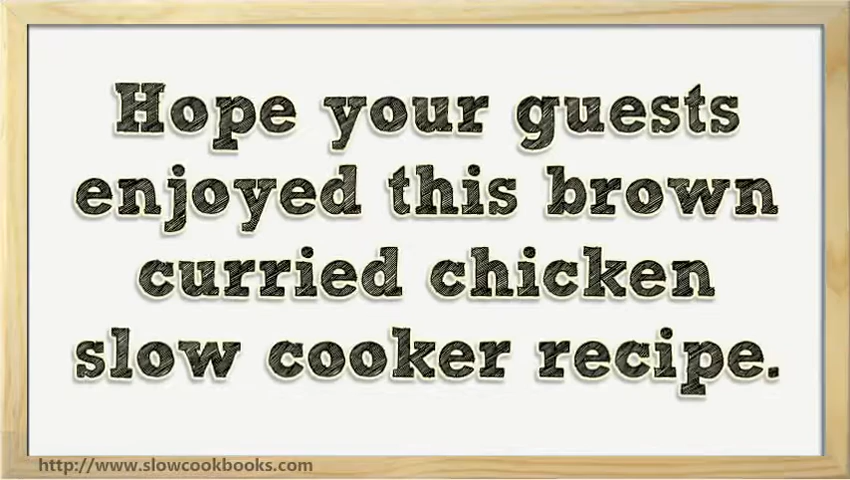 Hope your guests
enjoyed this brown
curried chicken
slow cooker recipe.
http://www.slowcookbooks.com